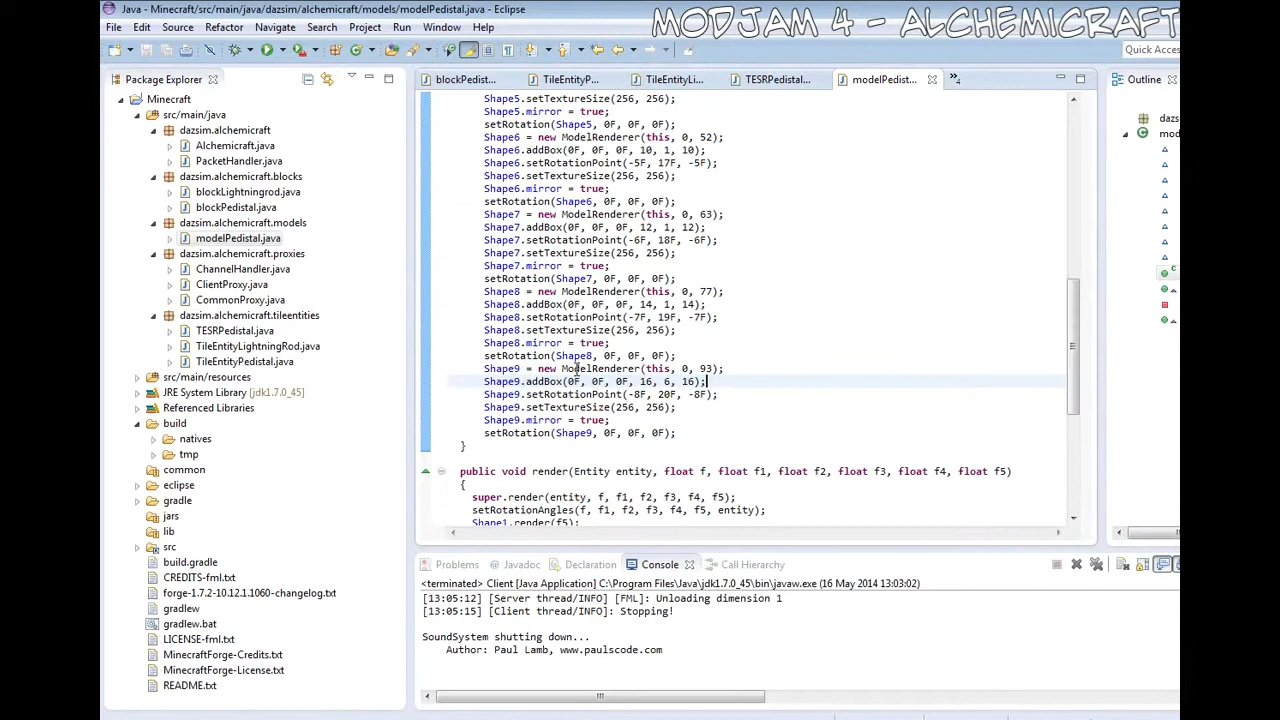 Java - Minecraft/src/main/java/dazsim/alchemicraft/models/modelPedistal.java - Eclipse
MODJAM 4 - ALCHEMICRAFT
File Edit Source Refactor Navigate Search Project Run Window Help
Quick Acces
Package Explorer
blockPedist... TileEntityP... TileEntityLi... TESRPedistal... modelPedist... »4
Outline
Minecraft
src/main/java
dazsim.alchemicraft
Alchemicraft.java
PacketHandler.java
dazsim.alchemicraft.blocks
blockLightningrod.java
blockPedistal.java
dazsim.alchemicraft.models
modelPedistal.java
dazsim.alchemicraft.proxies
ChannelHandler.java
ClientProxy.java
CommonProxy.java
dazsim.alchemicraft.tileentities
TESRPedistal.java
TileEntityLightningRod.java
TileEntityPedistal.java
src/main/resources
JRE System Library [jdk1.7.0_45]
Referenced Libraries
build
natives
tmp
common
eclipse
gradle
jars
lib
src
build.gradle
CREDITS-fml.txt
forge-1.7.2-10.12.1.1060-changelog.txt
gradlew
gradlew.bat
LICENSE-fml.txt
MinecraftForge-Credits.txt
MinecraftForge-License.txt
README.txt
Shape5.setTextureSize(256, 256);
Shape5.mirror = true;
setRotation(Shape5, 0F, 0F, 0F);
Shape6 = new ModelRenderer(this, 0, 52);
Shape6.addBox(0F, 0F, 0F, 10, 1, 10);
Shape6.setRotationPoint(-5F, 17F, -5F);
Shape6.setTextureSize(256, 256);
Shape6.mirror = true;
setRotation(Shape6, 0F, 0F, 0F);
Shape7 = new ModelRenderer(this, 0, 63);
Shape7.addBox(0F, 0F, 0F, 12, 1, 12);
Shape7.setRotationPoint(-6F, 18F, -6F);
Shape7.setTextureSize(256, 256);
Shape7.mirror = true;
setRotation(Shape7, 0F, 0F, 0F);
Shape8 = new ModelRenderer(this, 0, 77);
Shape8.addBox(0F, 0F, 0F, 14, 1, 14);
Shape8.setRotationPoint(-7F, 19F, -7F);
Shape8.setTextureSize(256, 256);
Shape8.mirror = true;
setRotation(Shape8, 0F, 0F, 0F);
Shape9 = new ModelRenderer(this, 0, 93);
Shape9.addBox(0F, 0F, 0F, 16, 6, 16);
Shape9.setRotationPoint(-8F, 20F, -8F);
Shape9.setTextureSize(256, 256);
Shape9.mirror = true;
setRotation(Shape9, 0F, 0F, 0F);
}
public void render(Entity entity, float f, float f1, float f2, float f3, float f4, float f5)
{
super.render(entity, f, f1, f2, f3, f4, f5);
setRotationAngles(f, f1, f2, f3, f4, f5, entity);
Shape1.render(f5);
dazs
mo
Problems Javadoc Declaration Console Call Hierarchy
<terminated> Client [Java Application] C:\Program Files\Java\jdk1.7.0_45\bin\javaw.exe (16 May 2014 13:03:02)
[13:05:12] [Server thread/INFO] [FML]: Unloading dimension 1
[13:05:15] [Client thread/INFO]: Stopping!
SoundSystem shutting down...
Author: Paul Lamb, www.paulscode.com